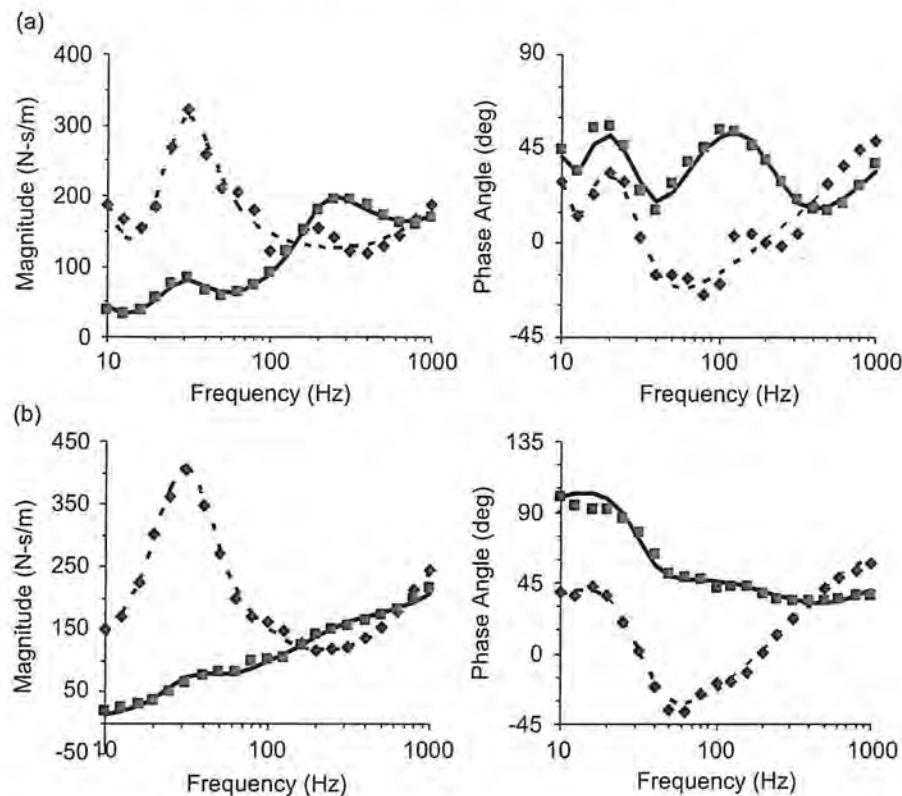 (a)
400
300
200
100
0
Magnitude (N-s/m)
10 100 1000
Frequency (Hz)
90
45
0
-45
Phase Angle (deg)
10 100 1000
Frequency (Hz)
(b)
450
350
250
150
50
-50
Magnitude (N-s/m)
10 100 1000
Frequency (Hz)
135
90
45
0
-45
Phase Angle (deg)
10 100 1000
Frequency (Hz)